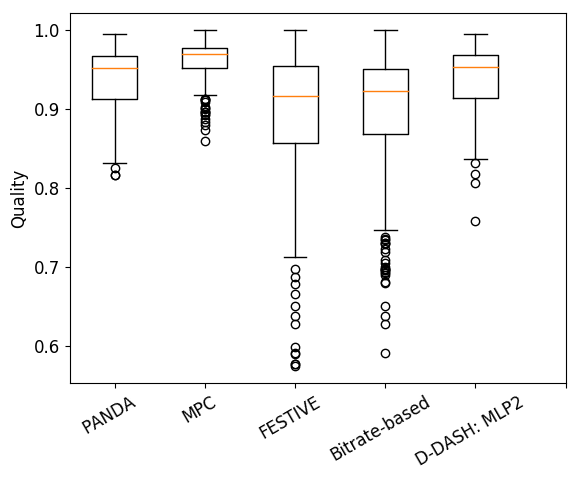 1.0
0.9
0.8
0.7
0.6
Quality
PANDA
MPC
FESTIVE
Bitrate-based
D-DASH: MLP2